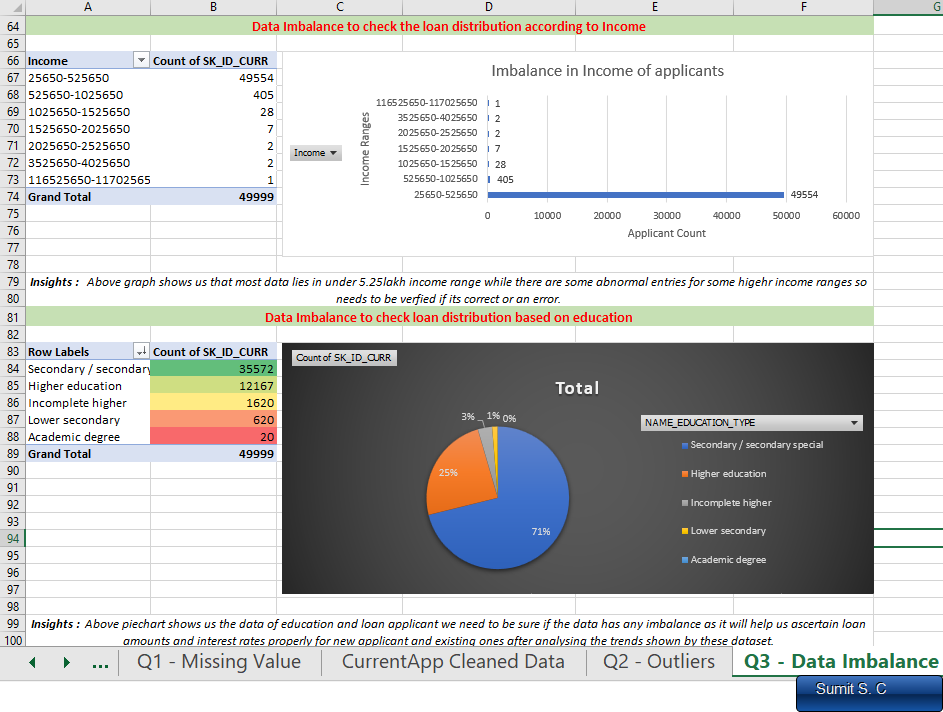 A B C D E F G
64 Data Imbalance to check the loan distribution according to Income
65
66 Income Count of SK_ID_CURR
67 25650-525650 49554
68 525650-1025650 405
69 1025650-1525650 28
70 1525650-2025650 7
71 2025650-2525650 2
72 3525650-4025650 2
73 116525650-11702565 1
74 Grand Total 49999
75
76
77
78
Imbalance in Income of applicants
Income
Income Ranges
116525650-117025650 1
3525650-4025650 2
2025650-2525650 2
1525650-2025650 7
1025650-1525650 28
525650-1025650 405
25650-525650 49554
0 10000 20000 30000 40000 50000 60000
Applicant Count
79 Insights : Above graph shows us that most data lies in under 5.25lakh income range while there are some abnormal entries for some higehr income ranges so
80 needs to be verfied if its correct or an error.
81 Data Imbalance to check loan distribution based on education
82
83 Row Labels Count of SK_ID_CURR
84 Secondary / secondary 35572
85 Higher education 12167
86 Incomplete higher 1620
87 Lower secondary 620
88 Academic degree 20
89 Grand Total 49999
90
91
92
93
94
95
96
97
98
Count of SK_ID_CURR
Total
3% 1% 0%
25%
71%
NAME_EDUCATION_TYPE
Secondary / secondary special
Higher education
Incomplete higher
Lower secondary
Academic degree
99 Insights : Above piechart shows us the data of education and loan applicant we need to be sure if the data has any imbalance as it will help us ascertain loan
100 amounts and interest rates properly for new applicant and existing ones after analysing the trends shown by these dataset.
... Q1 - Missing Value CurrentApp Cleaned Data Q2 - Outliers Q3 - Data Imbalance
Sumit S. C